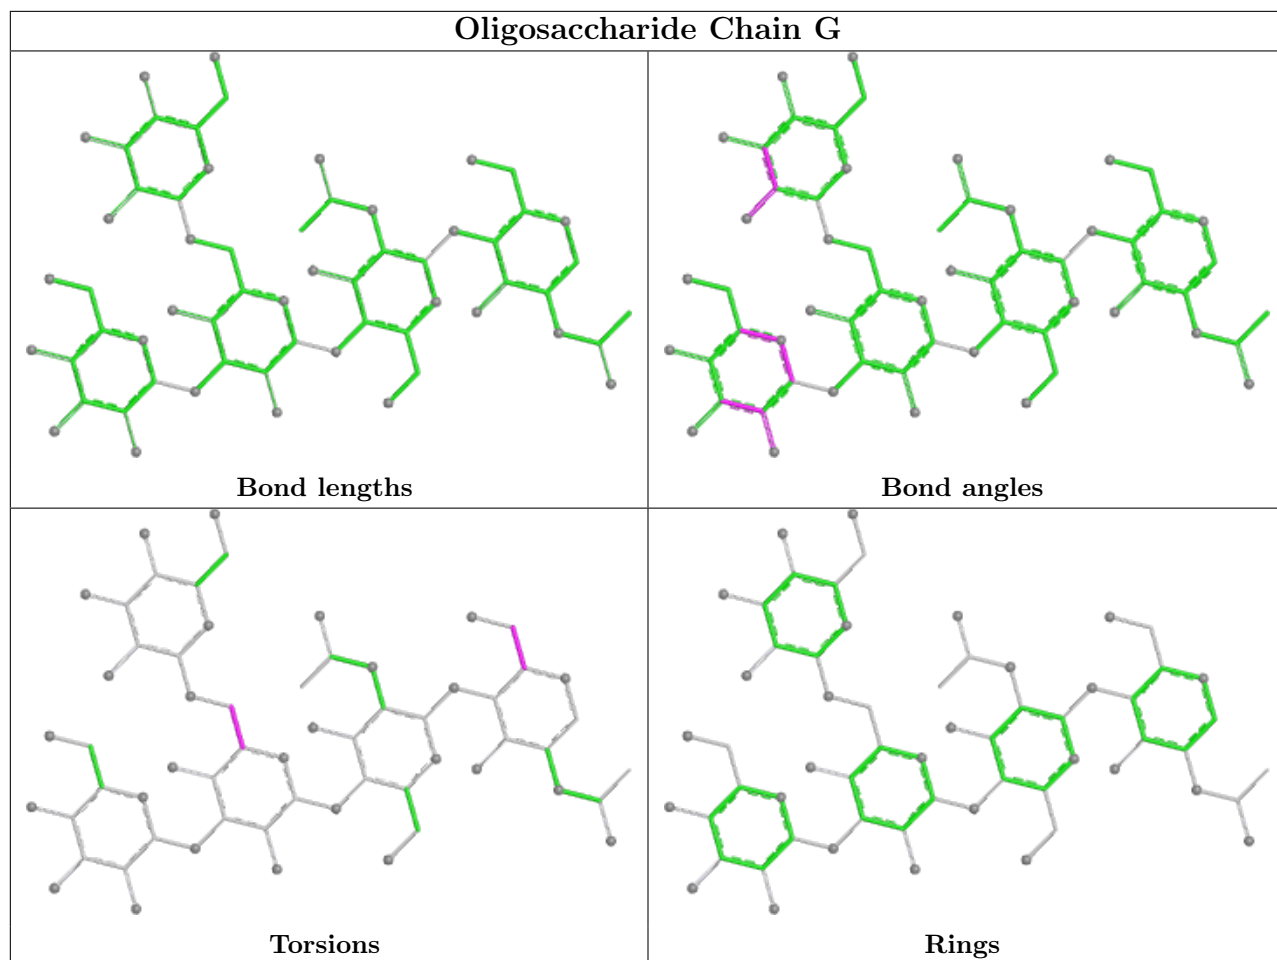 Oligosaccharide Chain G
Bond lengths
Bond angles
Torsions
Rings